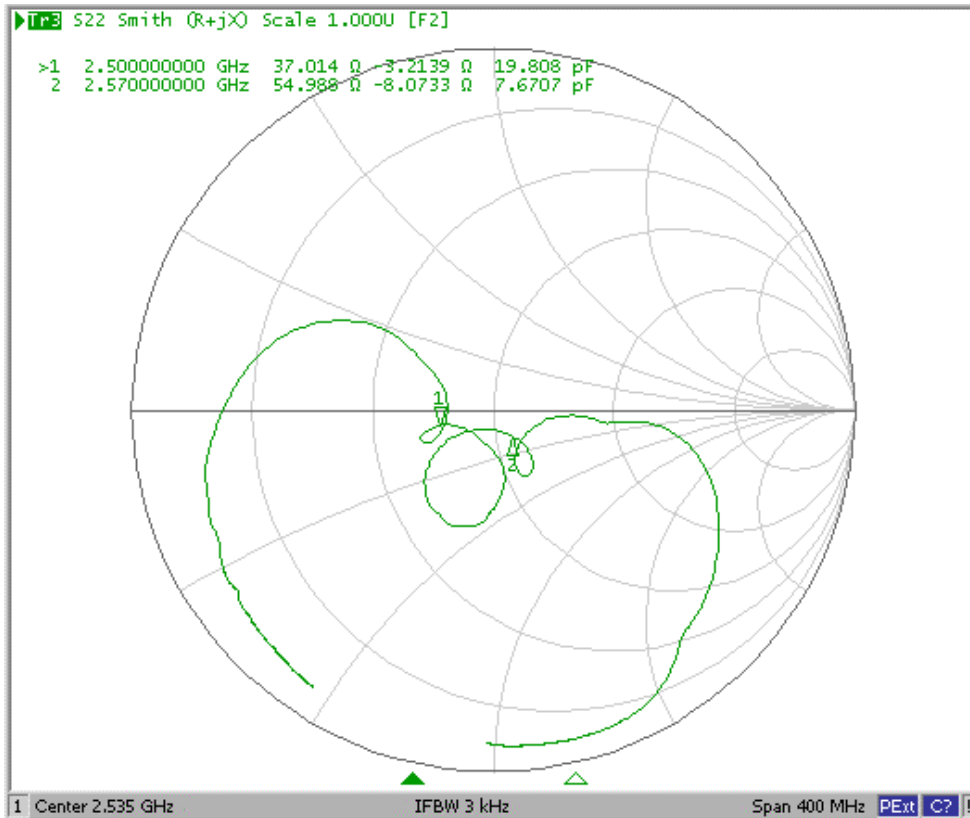 Tr3 S22 Smith (R+jX) Scale 1.000U [F2]
>1 2.500000000 GHz 37.014 Ω -3.2139 Ω 19.808 pF
2 2.570000000 GHz 54.988 Ω -8.0733 Ω 7.6707 pF
1
2
1 Center 2.535 GHz IFBW 3 kHz Span 400 MHz PExt C? !